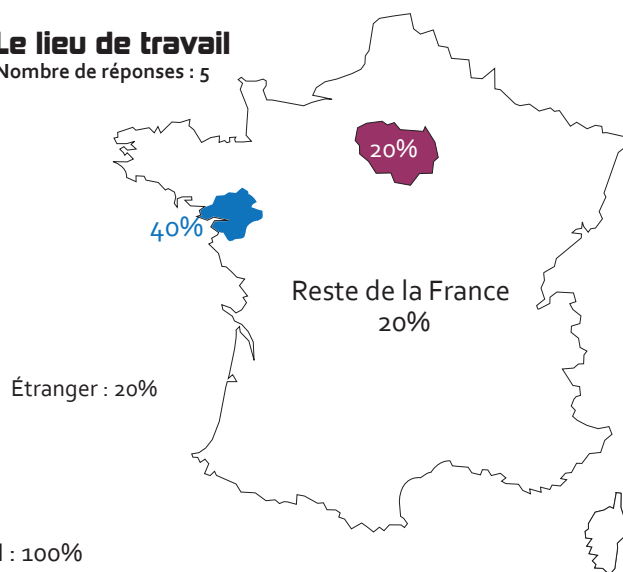 Le lieu de travail
Nombre de réponses : 5
20%
40%
Reste de la France
20%
Étranger : 20%
: 100%